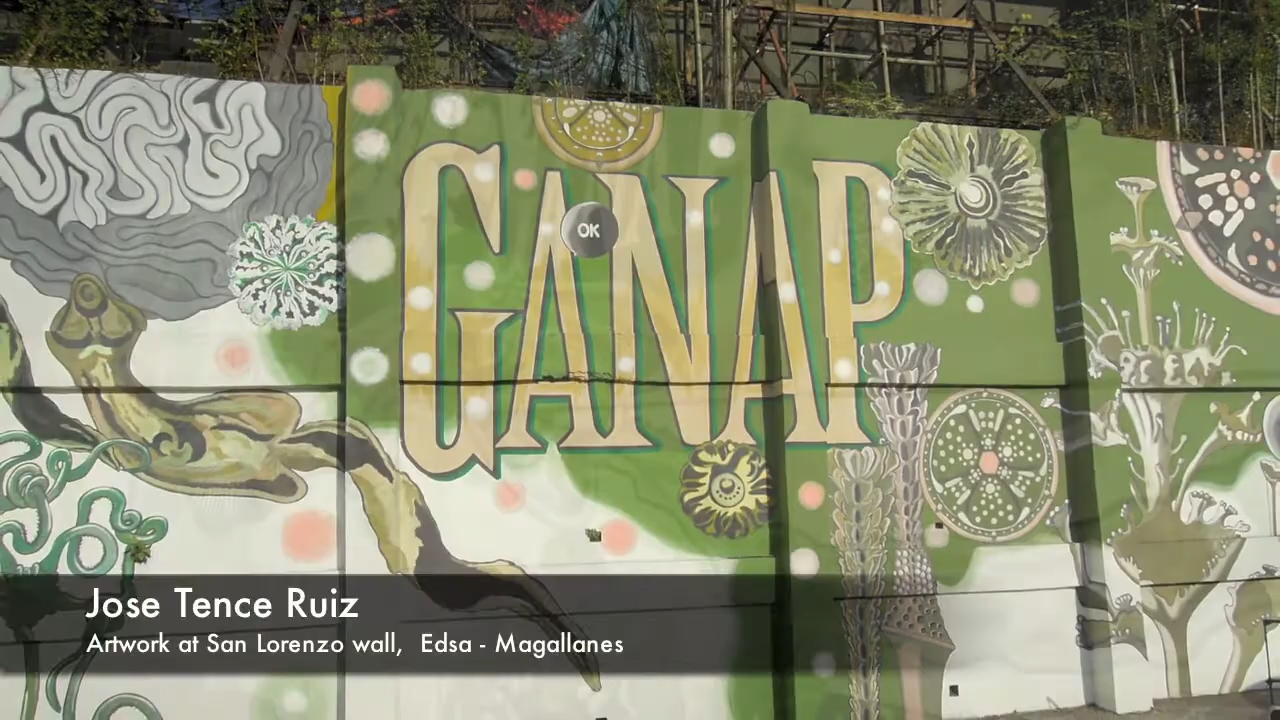 GANAP
OK
Jose Tence Ruiz
Artwork at San Lorenzo wall, Edsa - Magallanes